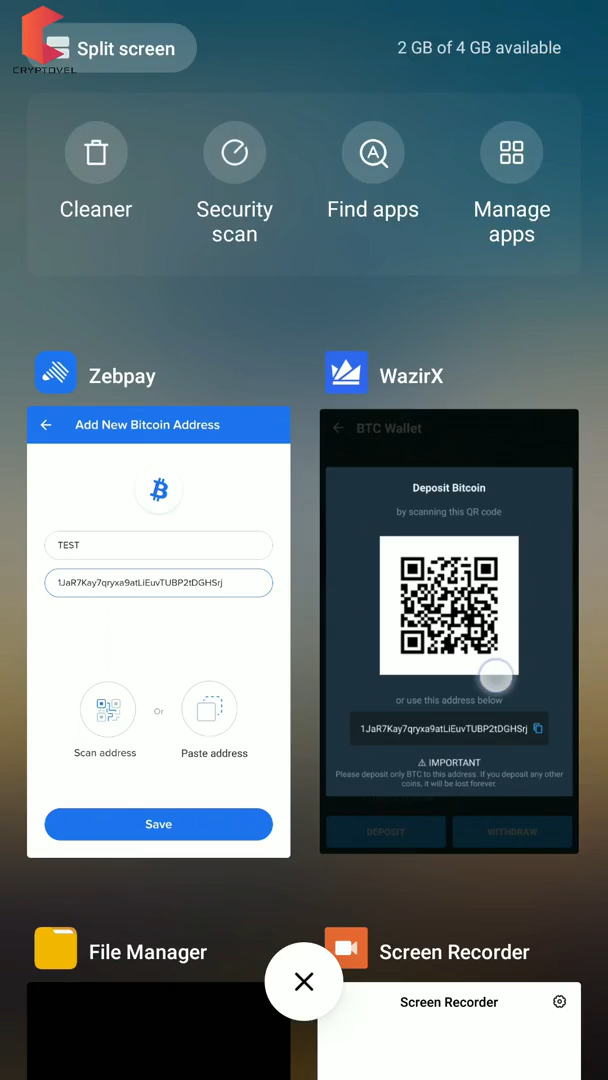 Split screen
CRYPTOVEL
2 GB of 4 GB available
Cleaner
Security
scan
Find apps
Manage
apps
Zebpay
Add New Bitcoin Address
TEST
1JaR7Kay7qryxa9atLiEuvTUBP2tDGHSrj
Scan address
Or
Paste address
Save
WazirX
BTC Wallet
Deposit Bitcoin
by scanning this QR code
or use this address below
1JaR7Kay7qryxa9atLiEuvTUBP2tDGHSrj
⚠ IMPORTANT
Please deposit only BTC to this address. If you deposit any other
coins, it will be lost forever.
DEPOSIT
WITHDRAW
File Manager
Screen Recorder
Screen Recorder